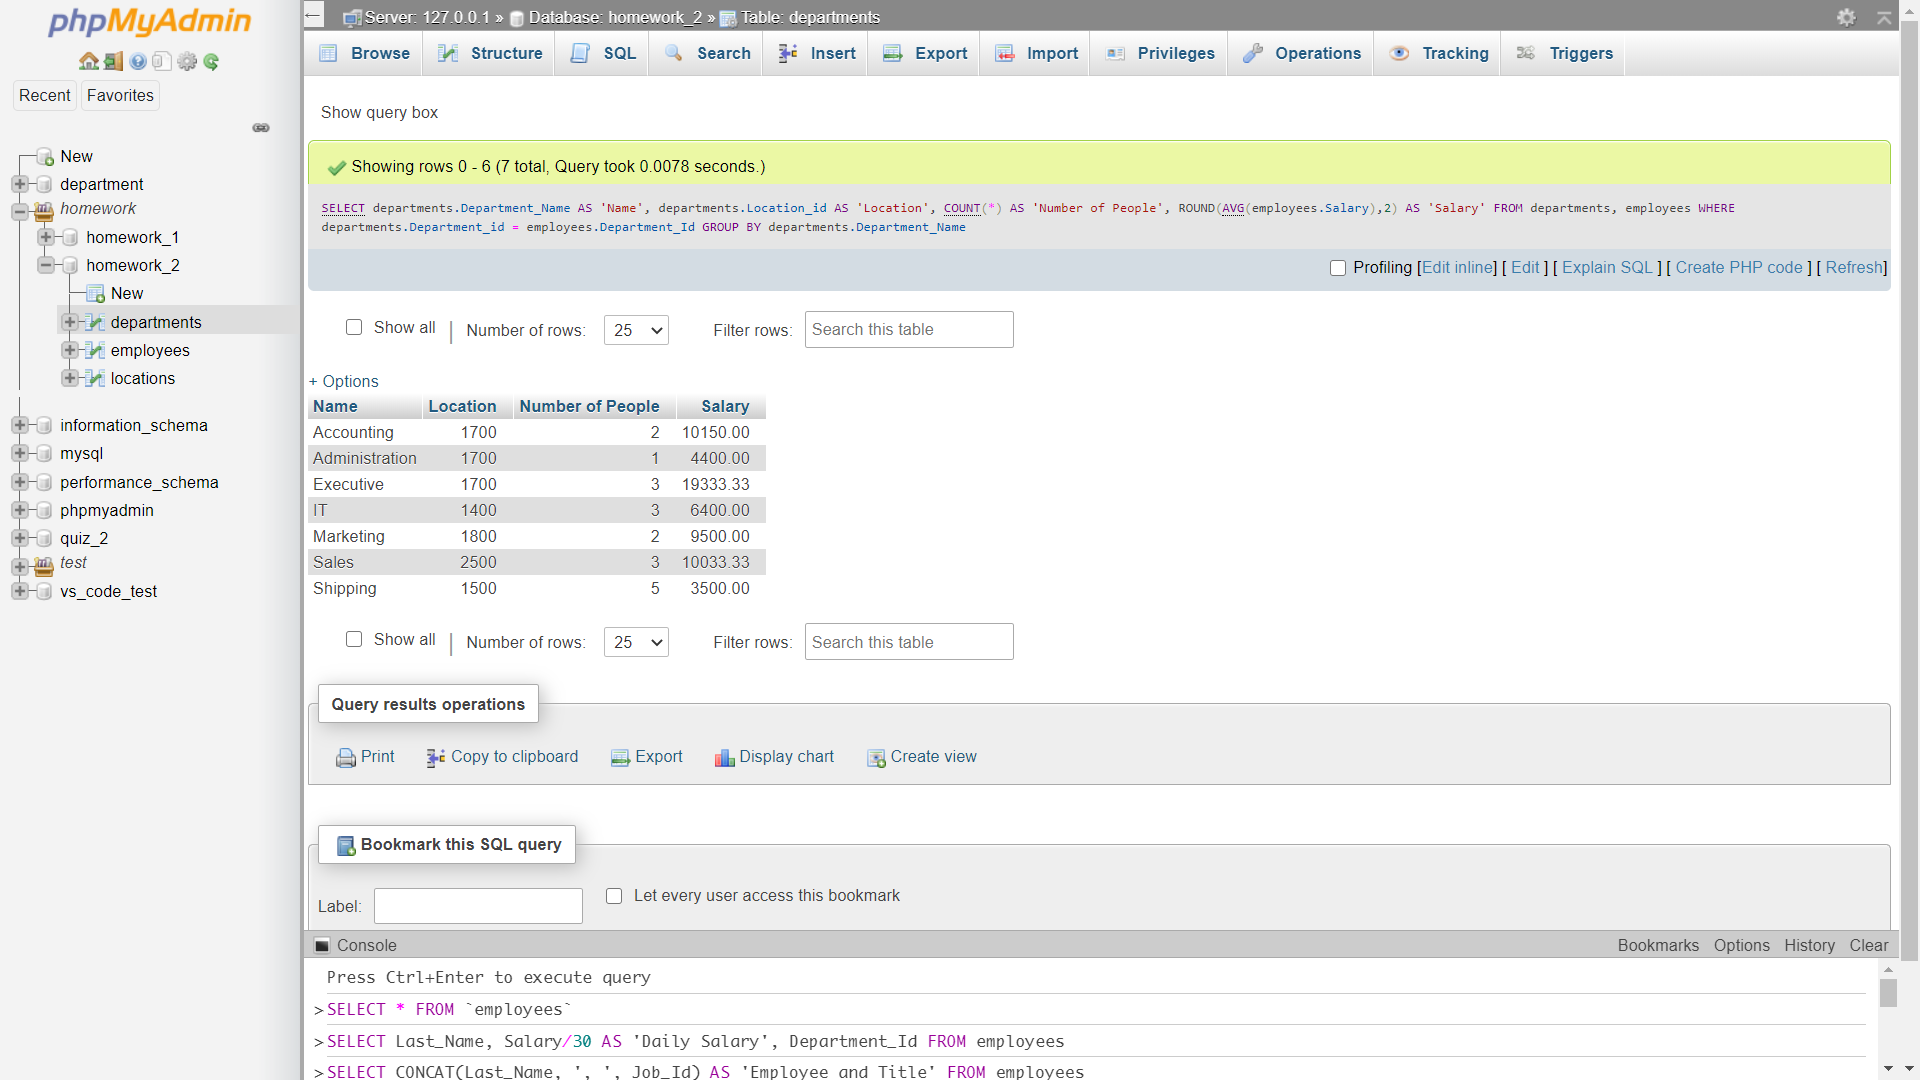 phpMyAdmin
Recent Favorites
New
department
homework
homework_1
homework_2
New
departments
employees
locations
information_schema
mysql
performance_schema
phpmyadmin
quiz_2
test
vs_code_test
Server: 127.0.0.1 » Database: homework_2 » Table: departments
Browse Structure SQL Search Insert Export Import Privileges Operations Tracking Triggers
Show query box
Showing rows 0 - 6 (7 total, Query took 0.0078 seconds.)
SELECT departments.Department_Name AS 'Name', departments.Location_id AS 'Location', COUNT(*) AS 'Number of People', ROUND(AVG(employees.Salary),2) AS 'Salary' FROM departments, employees WHERE
departments.Department_id = employees.Department_Id GROUP BY departments.Department_Name
Profiling [Edit inline] [ Edit ] [ Explain SQL ] [ Create PHP code ] [ Refresh]
Show all | Number of rows: 25 Filter rows: Search this table
+ Options
Name Location Number of People Salary
Accounting 1700 2 10150.00
Administration 1700 1 4400.00
Executive 1700 3 19333.33
IT 1400 3 6400.00
Marketing 1800 2 9500.00
Sales 2500 3 10033.33
Shipping 1500 5 3500.00
Show all | Number of rows: 25 Filter rows: Search this table
Query results operations
Print Copy to clipboard Export Display chart Create view
Bookmark this SQL query
Label: Let every user access this bookmark
Console Bookmarks Options History Clear
Press Ctrl+Enter to execute query
>SELECT * FROM `employees`
>SELECT Last_Name, Salary/30 AS 'Daily Salary', Department_Id FROM employees
>SELECT CONCAT(Last_Name, ', ', Job_Id) AS 'Employee and Title' FROM employees